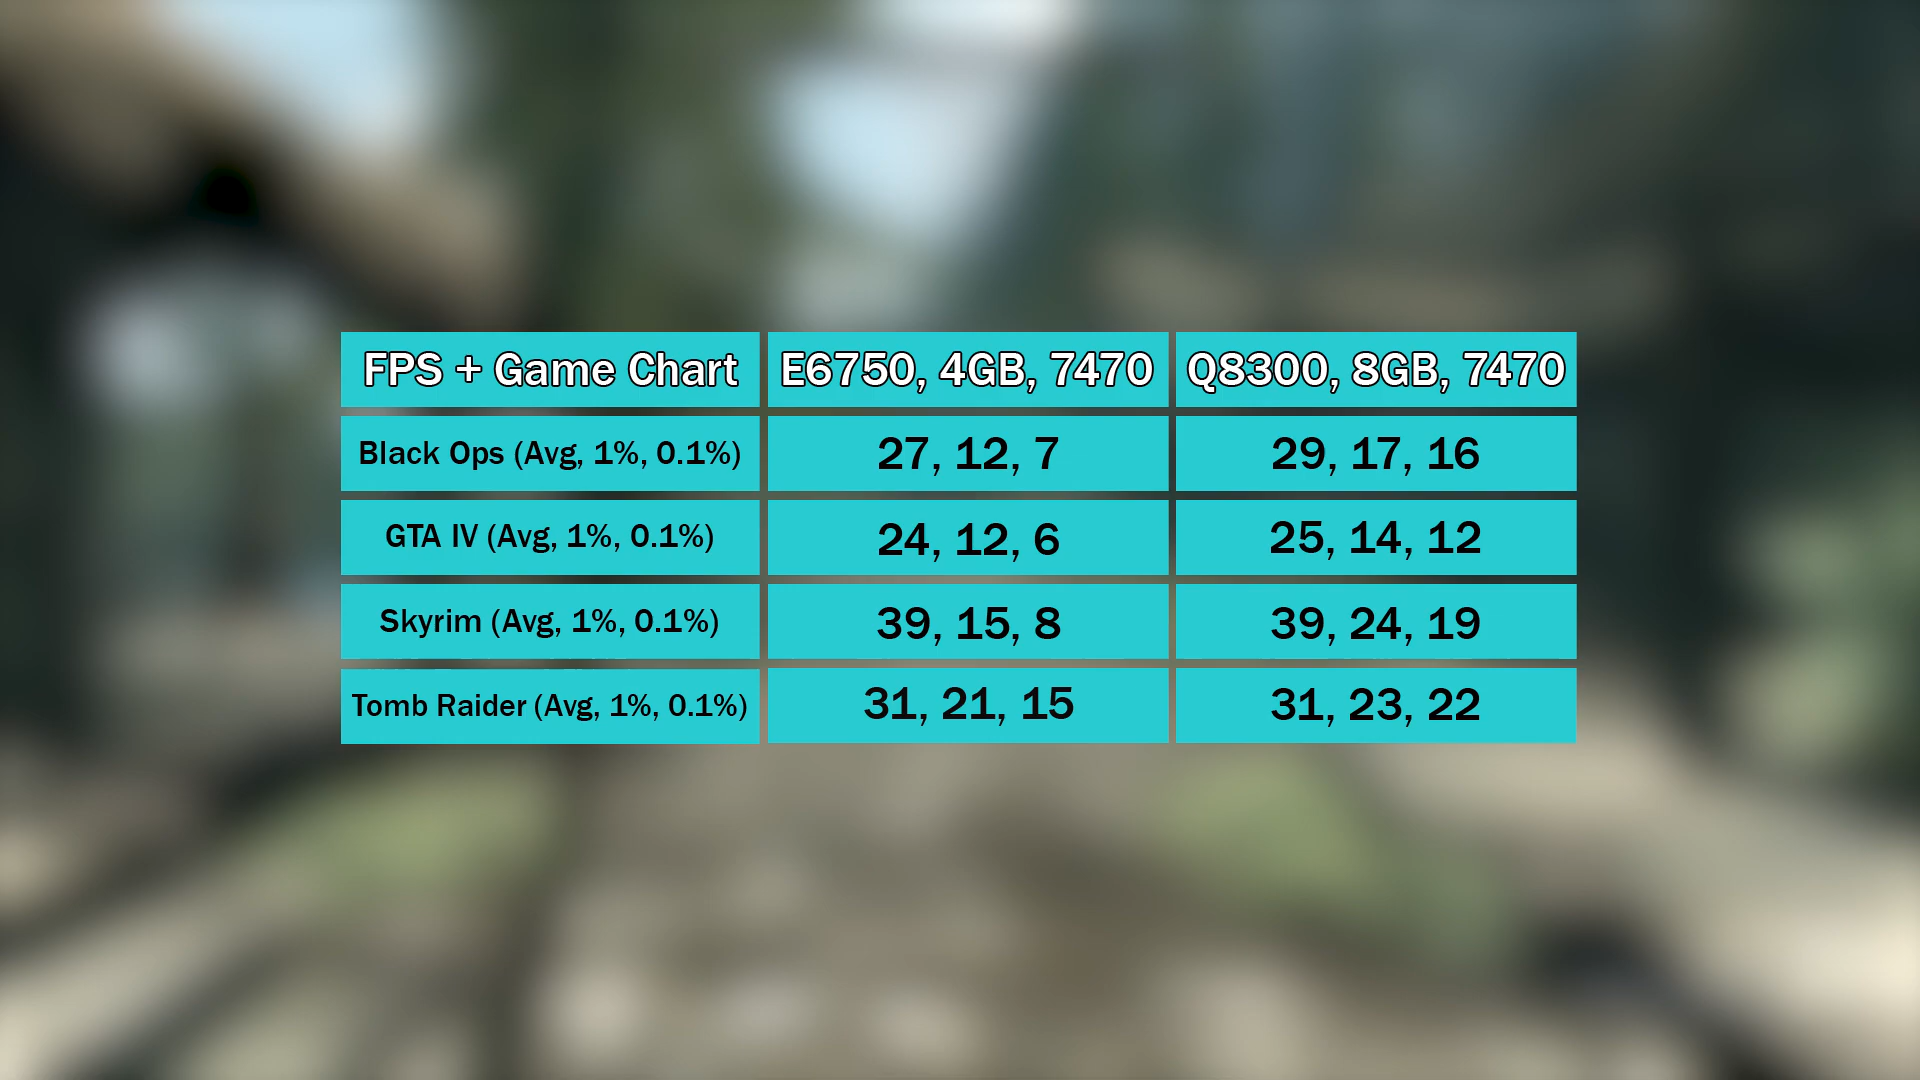 FPS + Game Chart E6750, 4GB, 7470 Q8300, 8GB, 7470
Black Ops (Avg, 1%, 0.1%) 27, 12, 7 29, 17, 16
GTA IV (Avg, 1%, 0.1%) 24, 12, 6 25, 14, 12
Skyrim (Avg, 1%, 0.1%) 39, 15, 8 39, 24, 19
Tomb Raider (Avg, 1%, 0.1%) 31, 21, 15 31, 23, 22